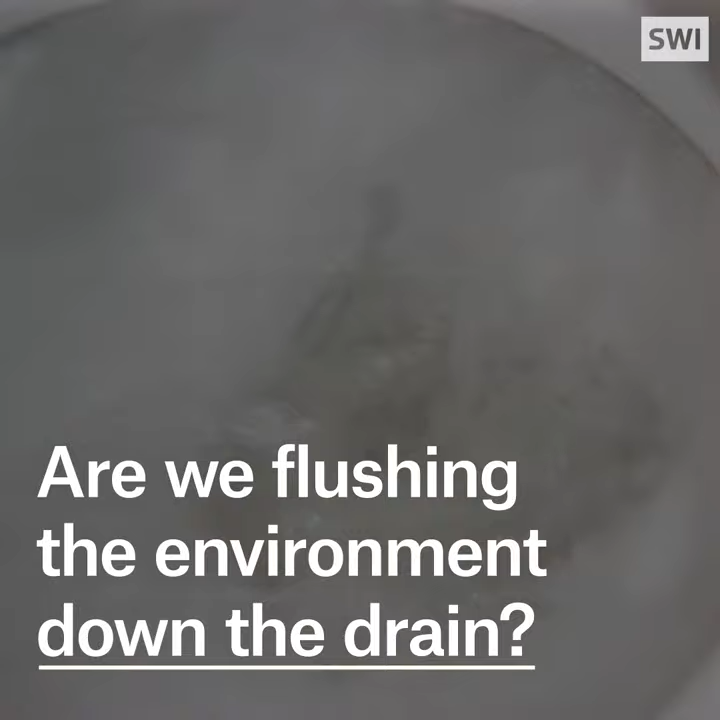 SWI
Are we flushing
the environment
down the drain?